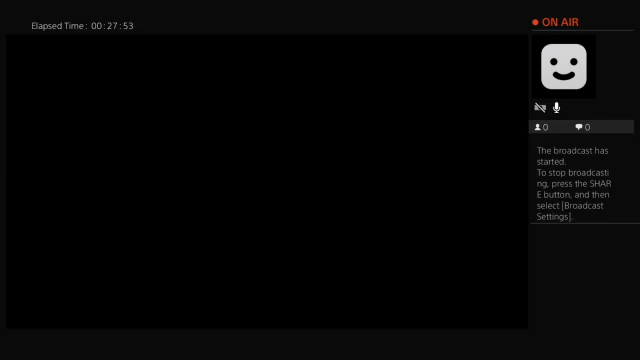 Elapsed Time : 00:27:53
ON AIR
0
0
The broadcast has
started.
To stop broadcasti
ng, press the SHAR
E button, and then
select [Broadcast
Settings].